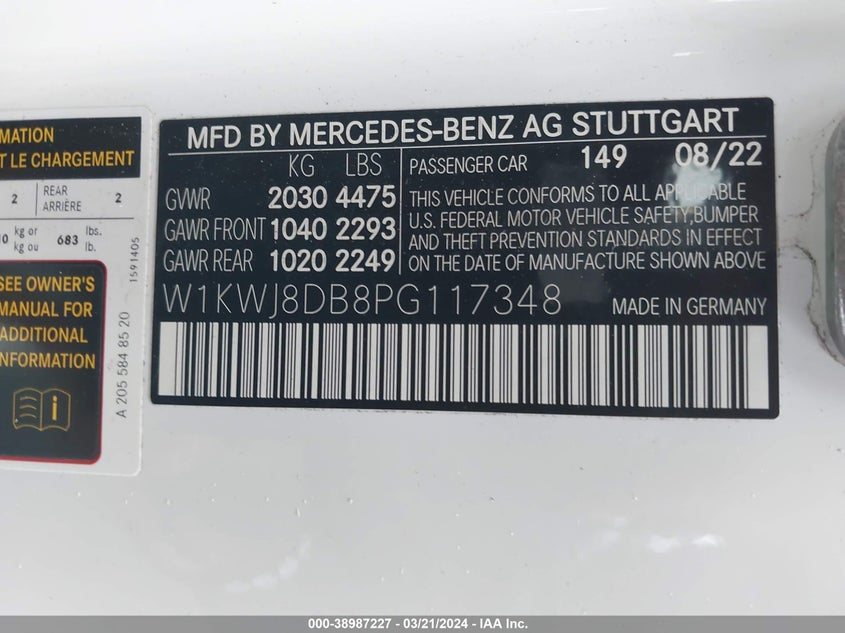 MATION
T LE CHARGEMENT
2 REAR ARRIÈRE 2
kg or kg ou 683 lbs. lb.
SEE OWNER'S
MANUAL FOR
ADDITIONAL
INFORMATION
i
A 205 584 85 20
1591405
MFD BY MERCEDES-BENZ AG STUTTGART
KG LBS
GVWR 2030 4475
GAWR FRONT 1040 2293
GAWR REAR 1020 2249
PASSENGER CAR 149 08/22
THIS VEHICLE CONFORMS TO ALL APPLICABLE
U.S. FEDERAL MOTOR VEHICLE SAFETY,BUMPER
AND THEFT PREVENTION STANDARDS IN EFFECT
ON THE DATE OF MANUFACTURE SHOWN ABOVE
W1KWJ8DB8PG117348 MADE IN GERMANY
000-38987227 - 03/21/2024 - IAA Inc.